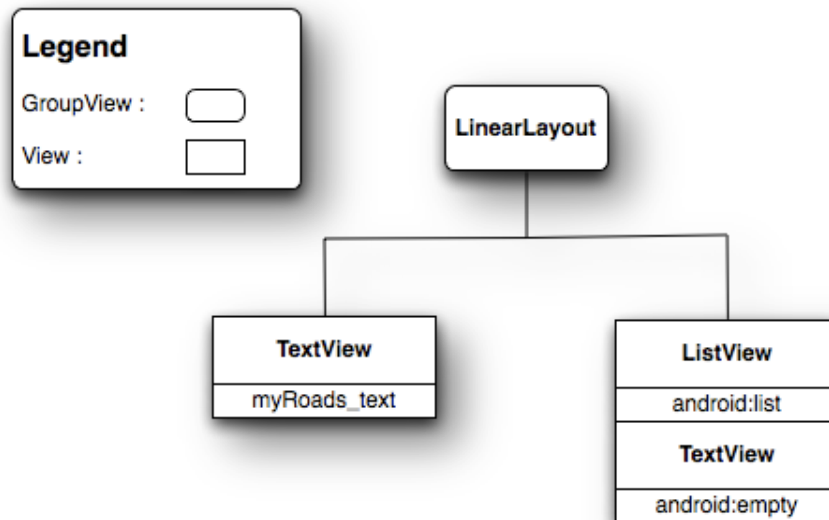 Legend
GroupView :
View :
LinearLayout
TextView
myRoads_text
ListView
android:list
TextView
android:empty